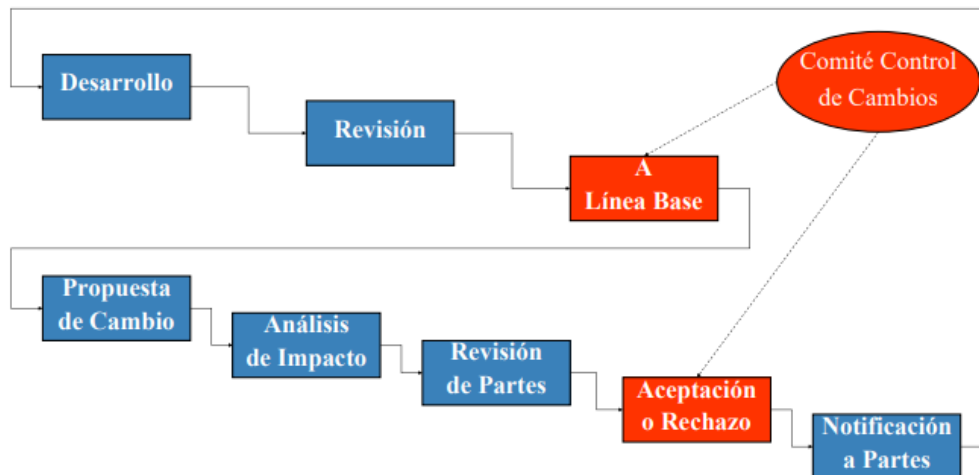 Desarrollo
Comité Control
de Cambios
Revisión
A
Línea Base
Propuesta
de Cambio
Análisis
de Impacto
Revisión
de Partes
Aceptación
o Rechazo
Notificación
a Partes